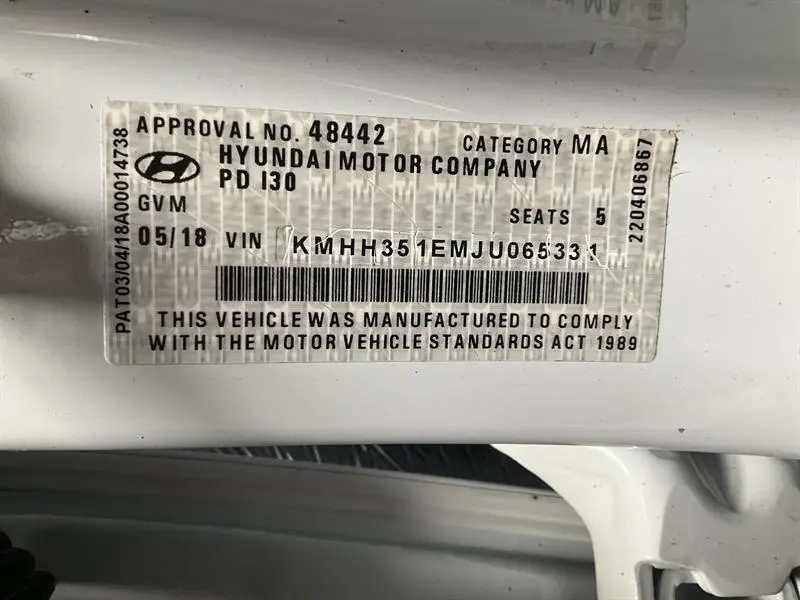 APPROVAL NO. 48442
CATEGORY MA
HYUNDAI MOTOR COMPANY
PD I30
GVM
SEATS 5
05/18 VIN KMHH351EMJU065331
THIS VEHICLE WAS MANUFACTURED TO COMPLY
WITH THE MOTOR VEHICLE STANDARDS ACT 1989
PAT03/04/18A00014738
220406867